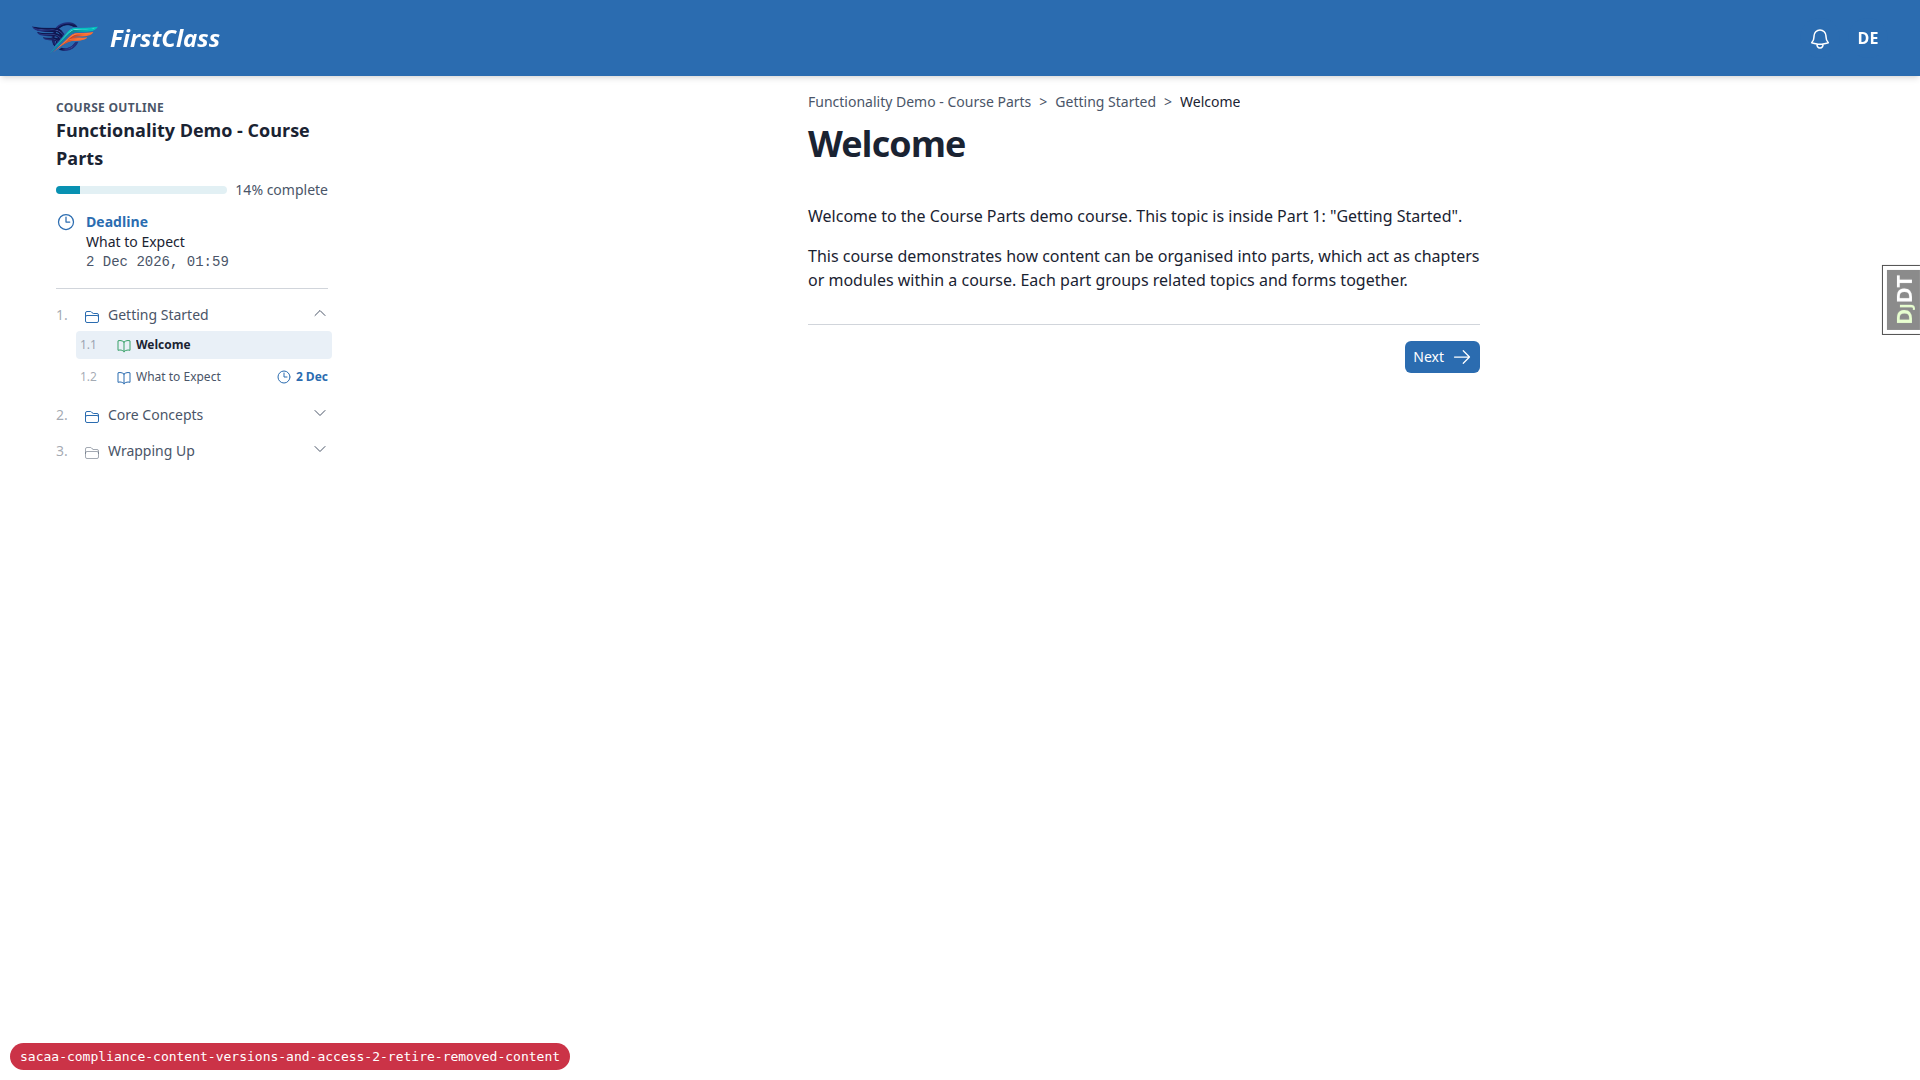 FirstClass
DE
COURSE OUTLINE
Functionality Demo - Course
Parts
14% complete
Deadline
What to Expect
2 Dec 2026, 01:59
1. Getting Started
1.1 Welcome
1.2 What to Expect 2 Dec
2. Core Concepts
3. Wrapping Up
Functionality Demo - Course Parts > Getting Started > Welcome
Welcome
Welcome to the Course Parts demo course. This topic is inside Part 1: "Getting Started".
This course demonstrates how content can be organised into parts, which act as chapters
or modules within a course. Each part groups related topics and forms together.
Next
DJDT
sacaa-compliance-content-versions-and-access-2-retire-removed-content